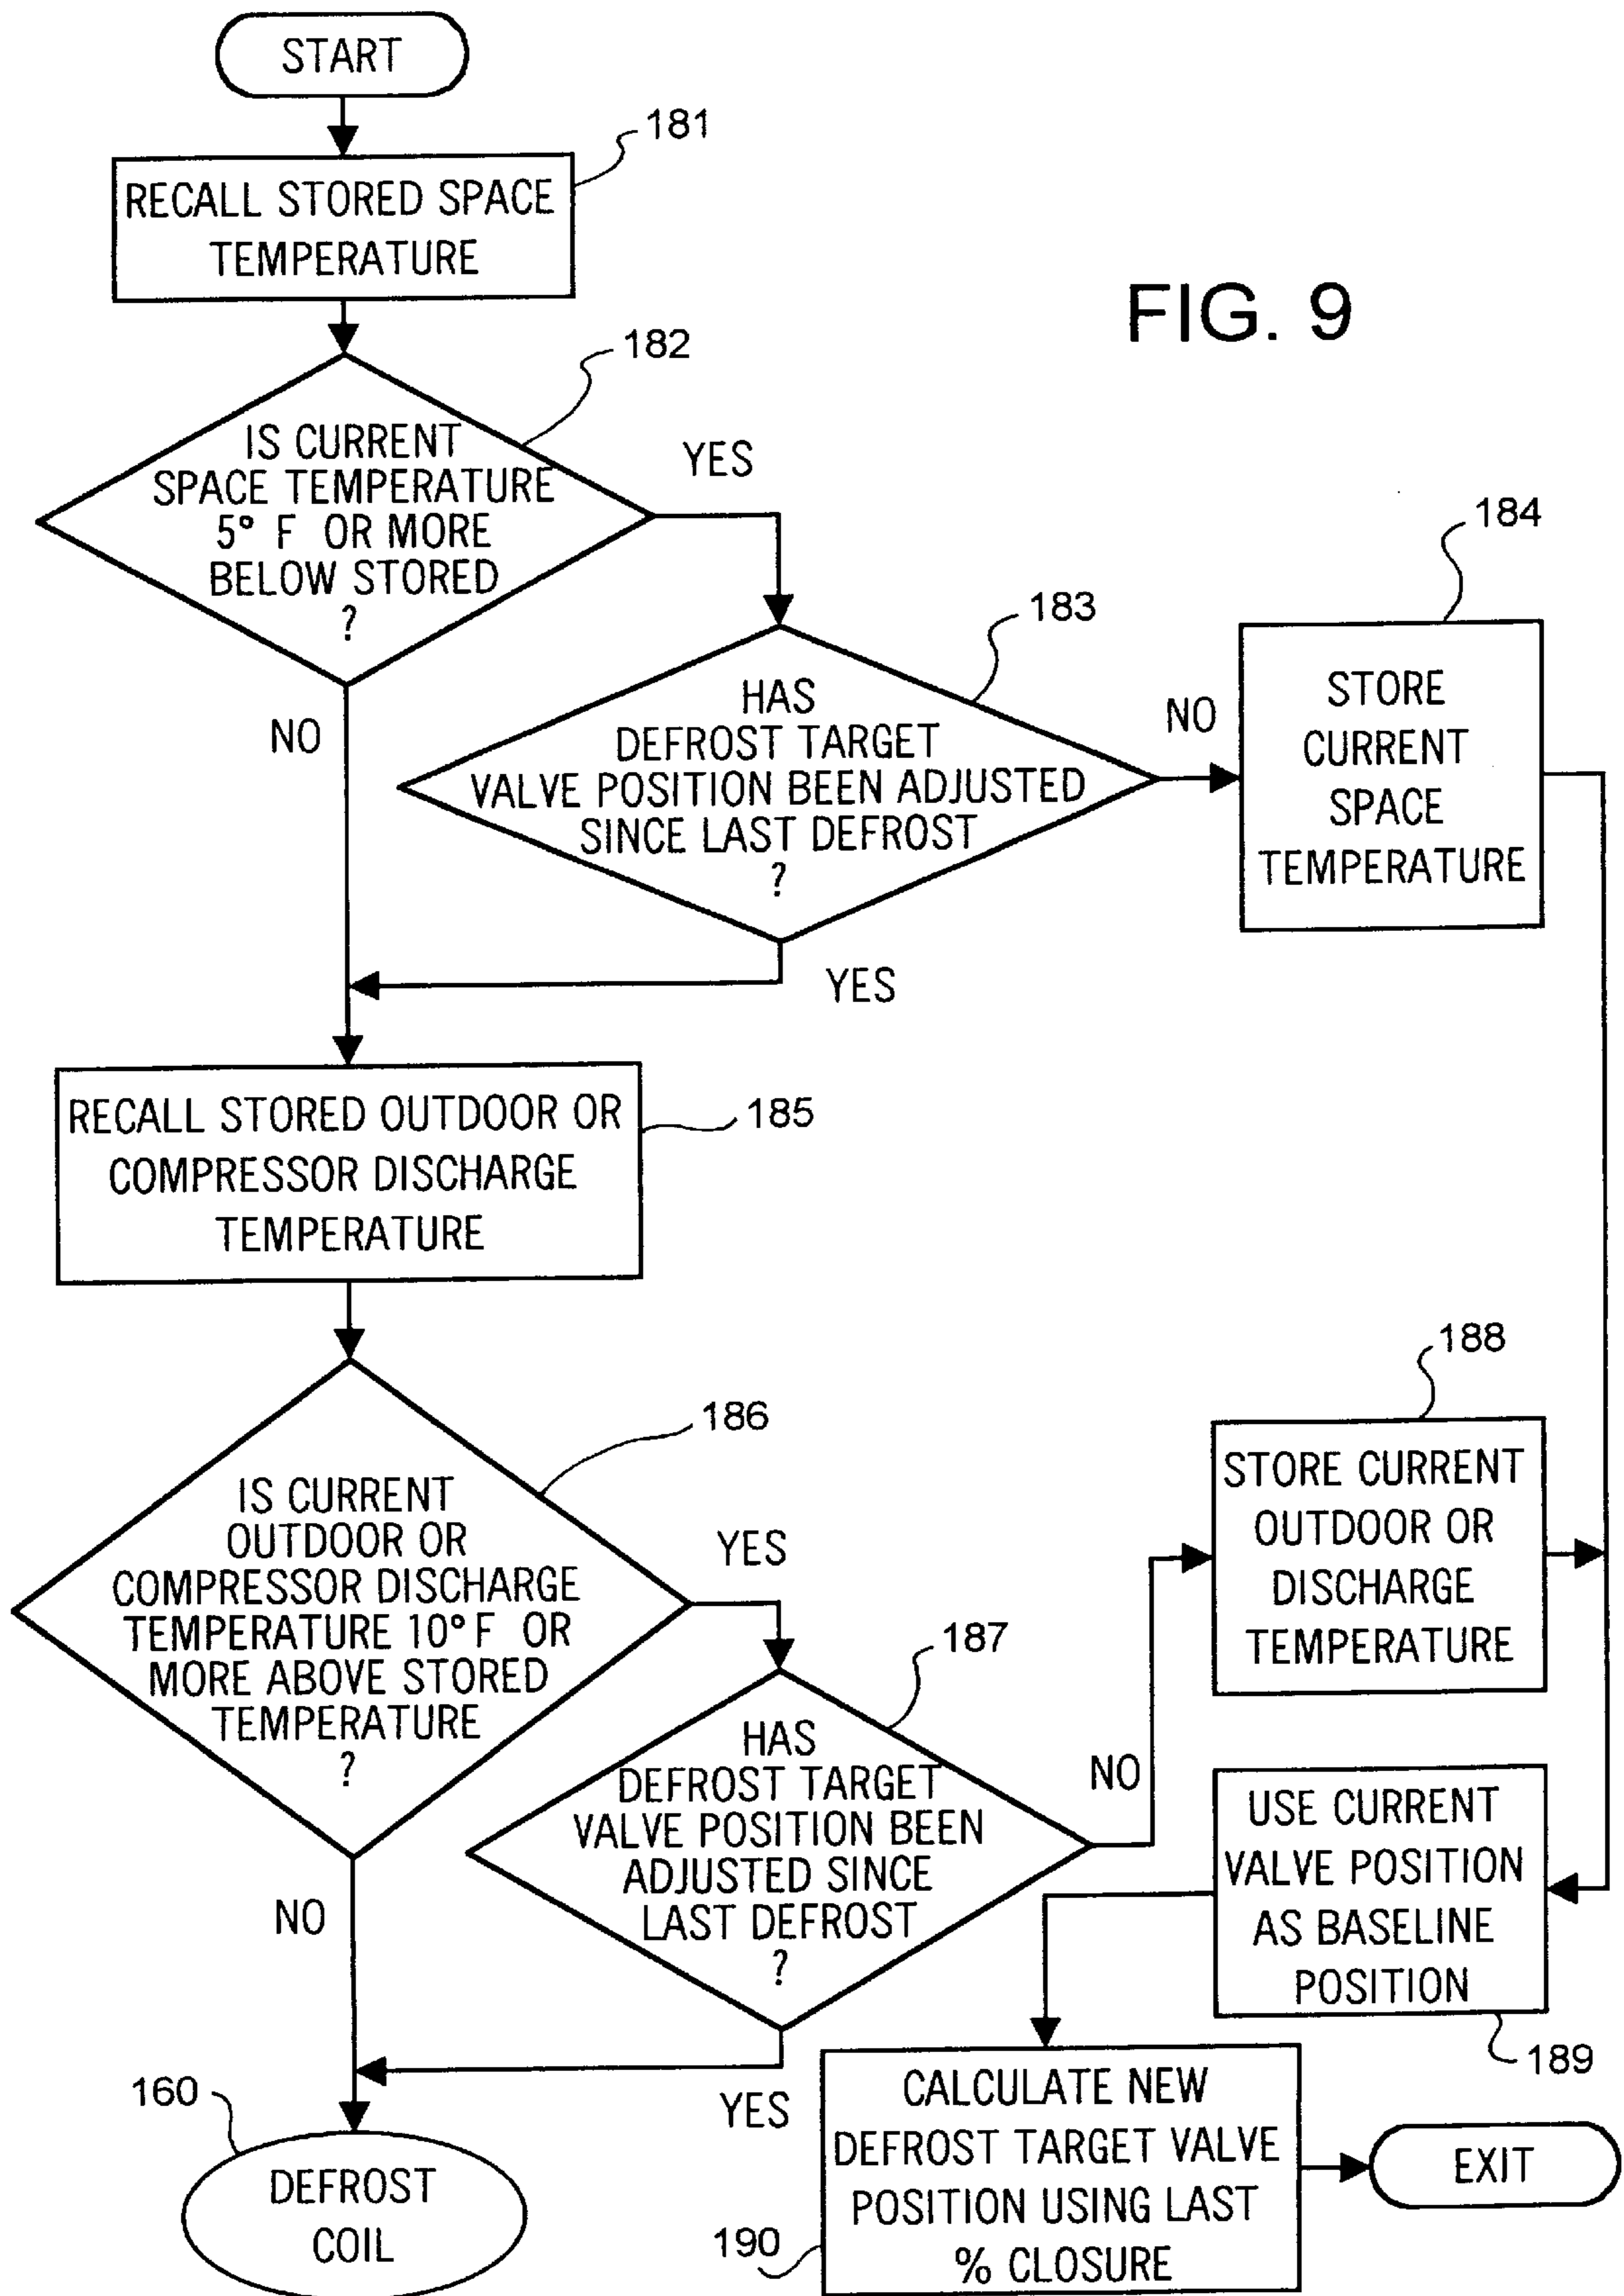 START
181
RECALL STORED SPACE
TEMPERATURE
FIG. 9
182
IS CURRENT
SPACE TEMPERATURE
5° F OR MORE
BELOW STORED
?
YES
NO
183
HAS
DEFROST TARGET
VALVE POSITION BEEN ADJUSTED
SINCE LAST DEFROST
?
NO
YES
184
STORE
CURRENT
SPACE
TEMPERATURE
RECALL STORED OUTDOOR OR
COMPRESSOR DISCHARGE
TEMPERATURE
185
186
IS CURRENT
OUTDOOR OR
COMPRESSOR DISCHARGE
TEMPERATURE 10° F OR
MORE ABOVE STORED
TEMPERATURE
?
YES
NO
187
HAS
DEFROST TARGET
VALVE POSITION BEEN
ADJUSTED SINCE
LAST DEFROST
?
NO
YES
188
STORE CURRENT
OUTDOOR OR
DISCHARGE
TEMPERATURE
USE CURRENT
VALVE POSITION
AS BASELINE
POSITION
189
160
DEFROST
COIL
CALCULATE NEW
DEFROST TARGET VALVE
POSITION USING LAST
% CLOSURE
190
EXIT